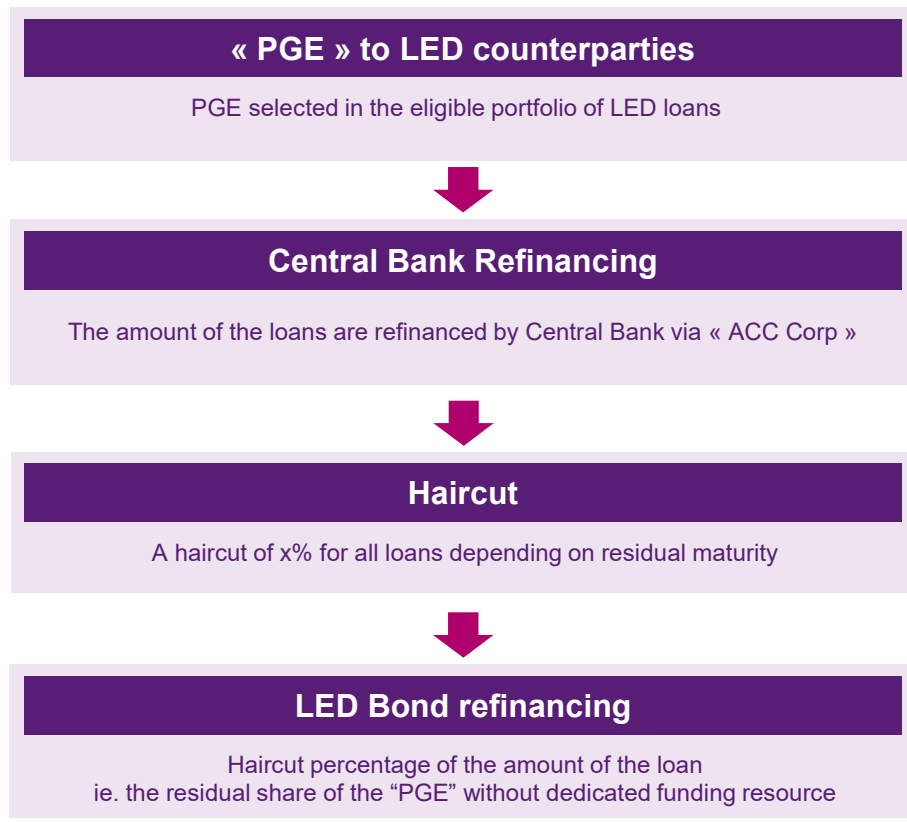 « PGE » to LED counterparties
PGE selected in the eligible portfolio of LED loans
Central Bank Refinancing
The amount of the loans are refinanced by Central Bank via « ACC Corp »
Haircut
A haircut of x% for all loans depending on residual maturity
LED Bond refinancing
Haircut percentage of the amount of the loan
ie. the residual share of the “PGE” without dedicated funding resource